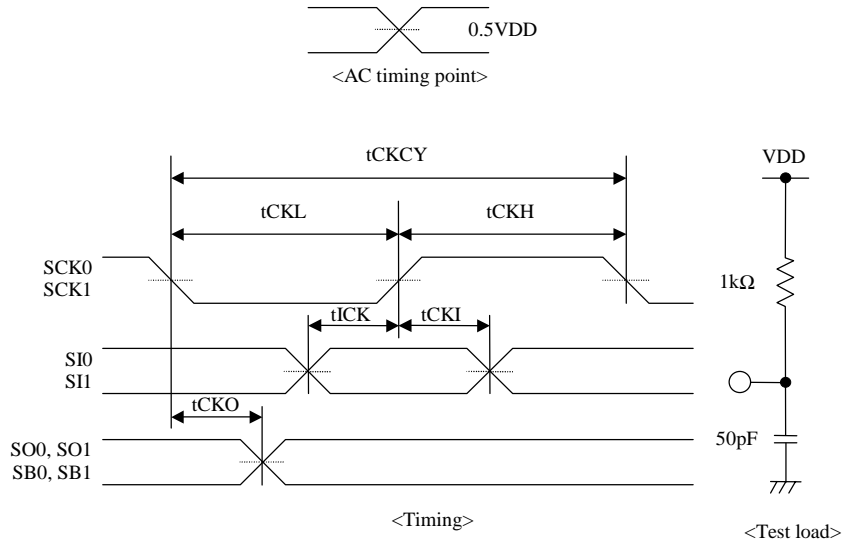 0.5VDD
<AC timing point>
tCKCY
VDD
tCKL
tCKH
SCK0
SCK1
1kΩ
tICK
tCKI
SI0
SI1
tCKO
SO0, SO1
SB0, SB1
50pF
<Timing>
<Test load>